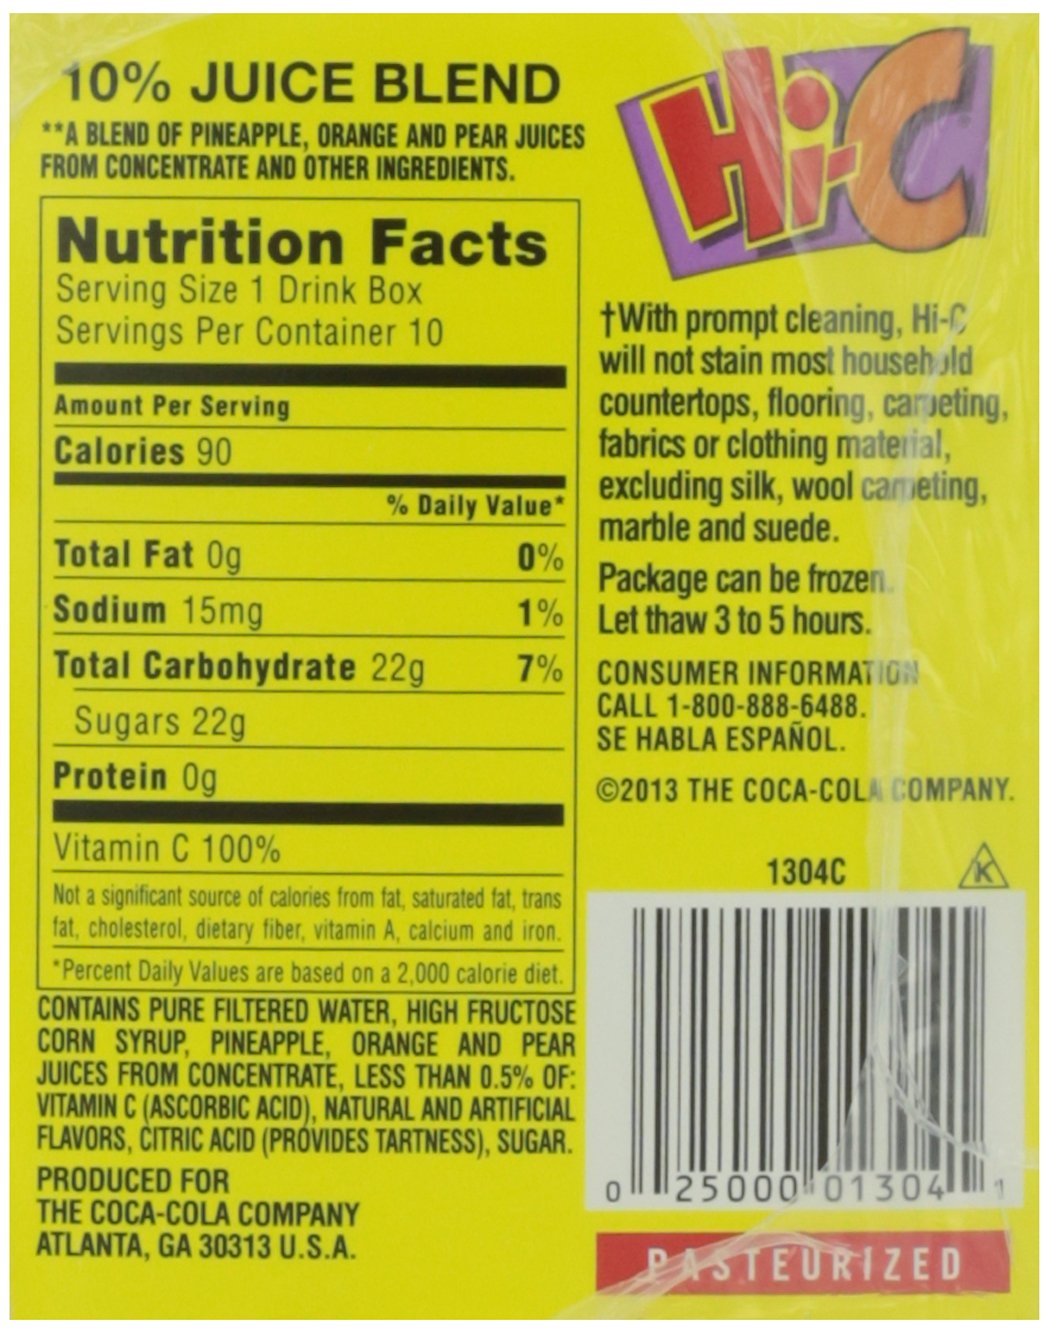 10% JUICE BLEND
**A BLEND OF PINEAPPLE, ORANGE AND PEAR JUICES
FROM CONCENTRATE AND OTHER INGREDIENTS.
Nutrition Facts
Serving Size 1 Drink Box
Servings Per Container 10
Amount Per Serving
Calories 90
% Daily Value*
Total Fat 0g 0%
Sodium 15mg 1%
Total Carbohydrate 22g 7%
Sugars 22g
Protein 0g
Vitamin C 100%
Not a significant source of calories from fat, saturated fat, trans
fat, cholesterol, dietary fiber, vitamin A, calcium and iron.
*Percent Daily Values are based on a 2,000 calorie diet.
CONTAINS PURE FILTERED WATER, HIGH FRUCTOSE
CORN SYRUP, PINEAPPLE, ORANGE AND PEAR
JUICES FROM CONCENTRATE, LESS THAN 0.5% OF:
VITAMIN C (ASCORBIC ACID), NATURAL AND ARTIFICIAL
FLAVORS, CITRIC ACID (PROVIDES TARTNESS), SUGAR.
PRODUCED FOR
THE COCA-COLA COMPANY
ATLANTA, GA 30313 U.S.A.
Hi-C
†With prompt cleaning, Hi-C
will not stain most household
countertops, flooring, carpeting,
fabrics or clothing material,
excluding silk, wool carpeting,
marble and suede.
Package can be frozen.
Let thaw 3 to 5 hours.
CONSUMER INFORMATION
CALL 1-800-888-6488.
SE HABLA ESPAÑOL.
©2013 THE COCA-COLA COMPANY.
1304C K
0 25000 01304 1
PASTEURIZED